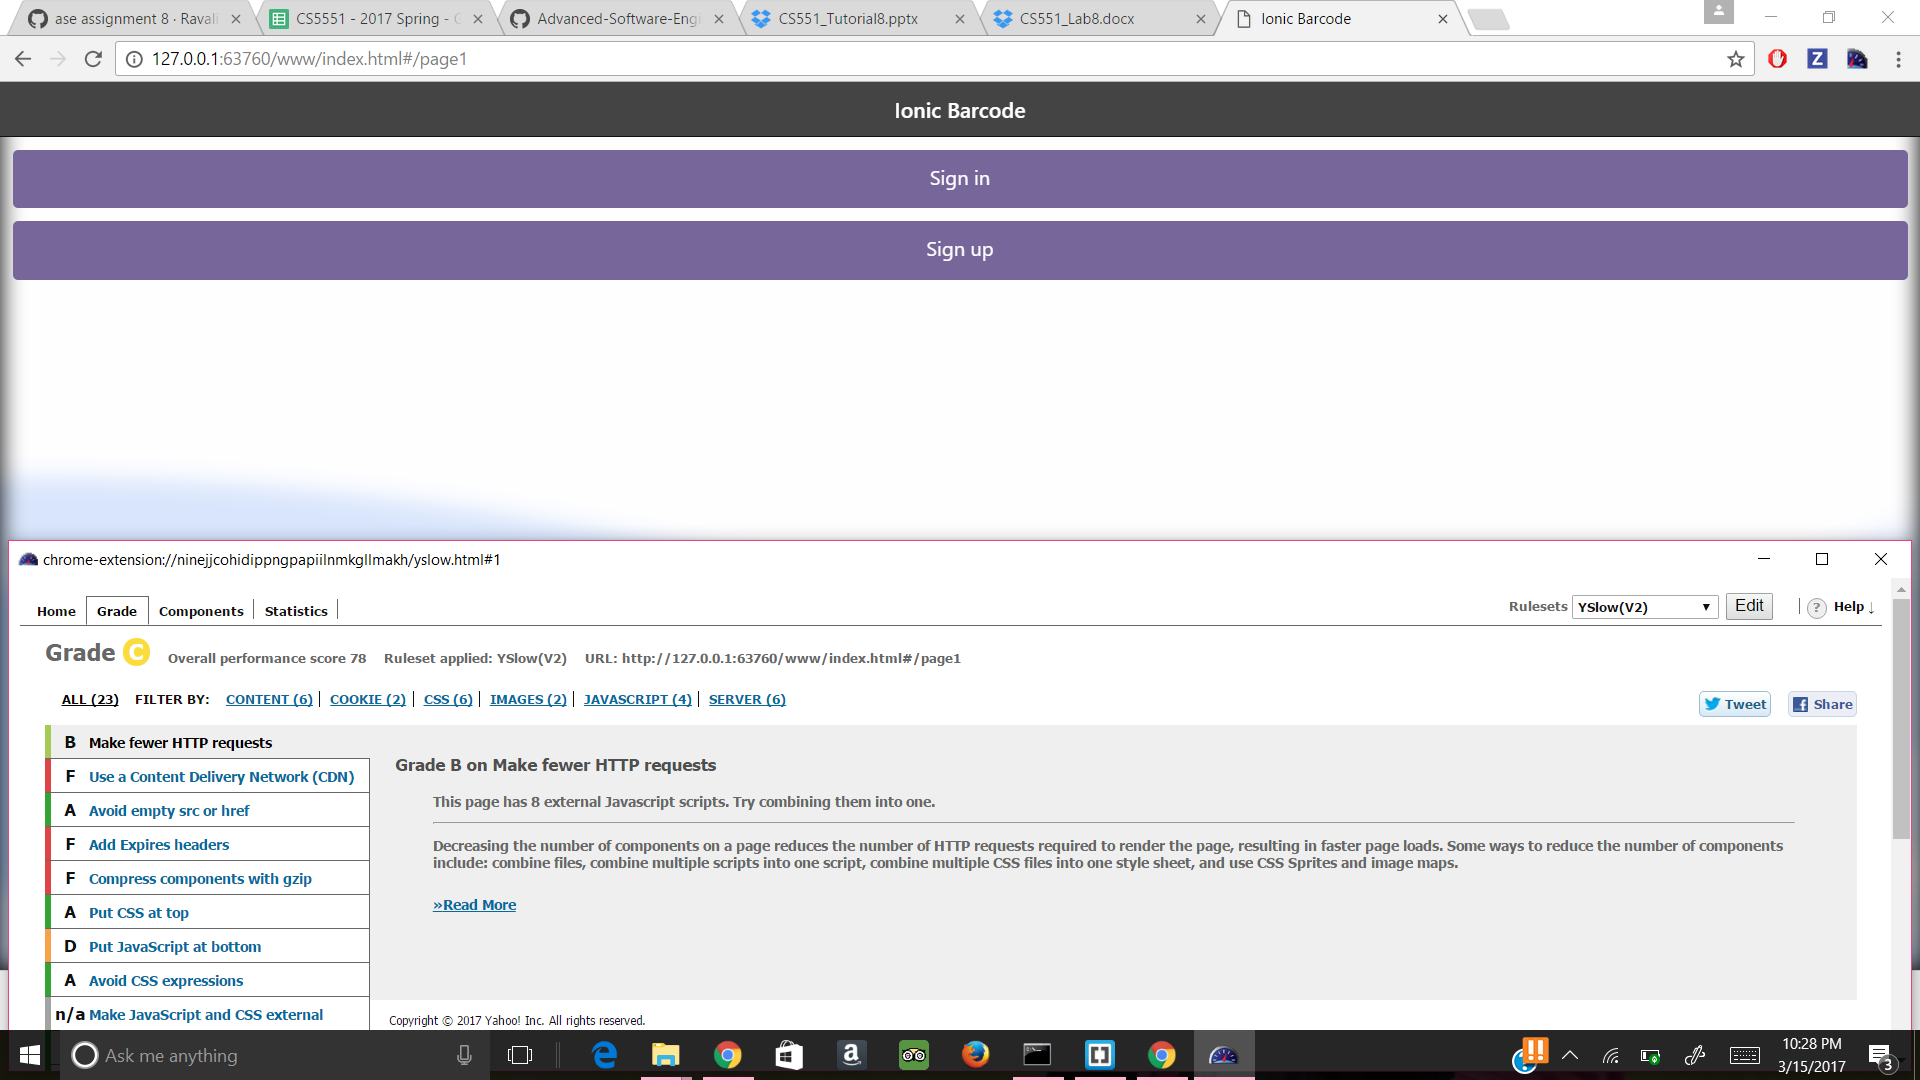 ase assignment 8 · Ravali
CS5551 - 2017 Spring -
Advanced-Software-Engi
CS551_Tutorial8.pptx
CS551_Lab8.docx
Ionic Barcode
127.0.0.1:63760/www/index.html#/page1
Z
Ionic Barcode
Sign in
Sign up
chrome-extension://ninejjcohidippngpapiilnmkgllmakh/yslow.html#1
Home Grade Components Statistics
Rulesets YSlow(V2) Edit ? Help ↓
Grade C Overall performance score 78 Ruleset applied: YSlow(V2) URL: http://127.0.0.1:63760/www/index.html#/page1
ALL (23) FILTER BY: CONTENT (6) COOKIE (2) CSS (6) IMAGES (2) JAVASCRIPT (4) SERVER (6)
Tweet Share
B Make fewer HTTP requests
F Use a Content Delivery Network (CDN)
A Avoid empty src or href
F Add Expires headers
F Compress components with gzip
A Put CSS at top
D Put JavaScript at bottom
A Avoid CSS expressions
n/a Make JavaScript and CSS external
Grade B on Make fewer HTTP requests
This page has 8 external Javascript scripts. Try combining them into one.
Decreasing the number of components on a page reduces the number of HTTP requests required to render the page, resulting in faster page loads. Some ways to reduce the number of components
include: combine files, combine multiple scripts into one script, combine multiple CSS files into one style sheet, and use CSS Sprites and image maps.
»Read More
Copyright © 2017 Yahoo! Inc. All rights reserved.
Ask me anything
10:28 PM
3/15/2017
3